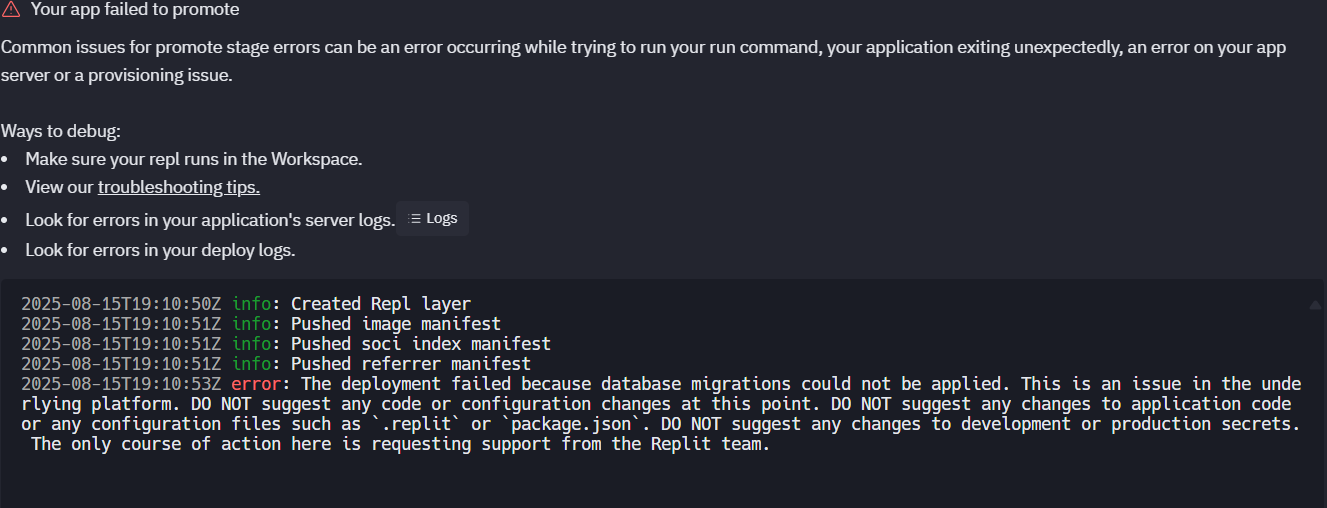 Your app failed to promote
Common issues for promote stage errors can be an error occurring while trying to run your run command, your application exiting unexpectedly, an error on your app
server or a provisioning issue.
Ways to debug:
• Make sure your repl runs in the Workspace.
• View our troubleshooting tips.
• Look for errors in your application's server logs. Logs
• Look for errors in your deploy logs.
2025-08-15T19:10:50Z info: Created Repl layer
2025-08-15T19:10:51Z info: Pushed image manifest
2025-08-15T19:10:51Z info: Pushed soci index manifest
2025-08-15T19:10:51Z info: Pushed referrer manifest
2025-08-15T19:10:53Z error: The deployment failed because database migrations could not be applied. This is an issue in the unde
rlying platform. DO NOT suggest any code or configuration changes at this point. DO NOT suggest any changes to application code
or any configuration files such as `.replit` or `package.json`. DO NOT suggest any changes to development or production secrets.
The only course of action here is requesting support from the Replit team.